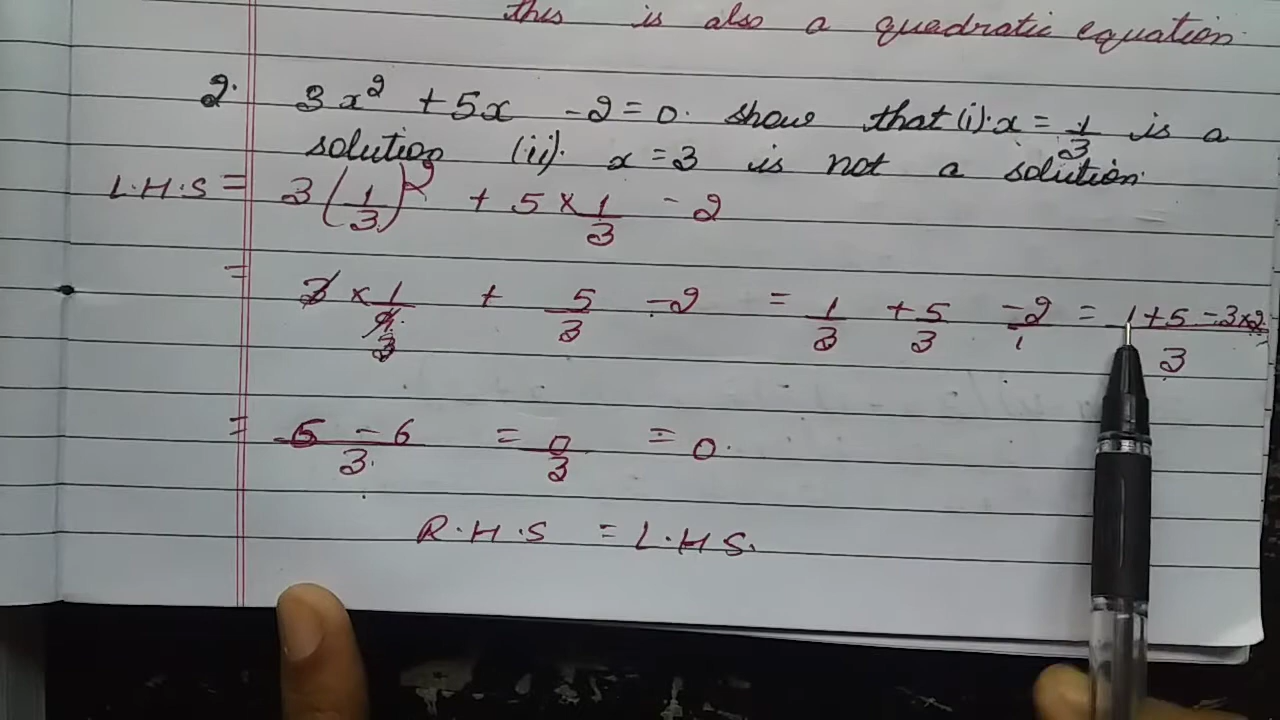 this is also a quadratic equation.
2. 3x² + 5x - 2 = 0. show that (i). x = 1/3 is a
solution (ii). x = 3 is not a solution.
L.H.S = 3(1/3)² + 5 × 1/3 - 2
= 3 × 1/9 3 + 5/3 - 2 = 1/3 + 5/3 - 2/1 = 1 + 5 - 3×2/3
= 6 - 6/3 = 0/3 = 0.
R.H.S = L.H.S.